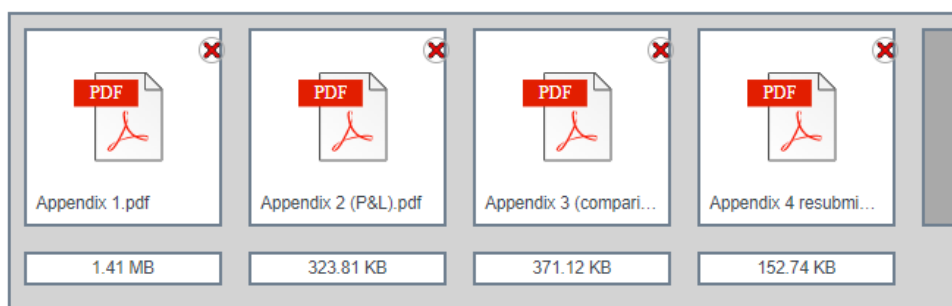 PDF
PDF
PDF
PDF
Appendix 1.pdf
Appendix 2 (P&L).pdf
Appendix 3 (compari...
Appendix 4 resubmi...
1.41 MB
323.81 KB
371.12 KB
152.74 KB